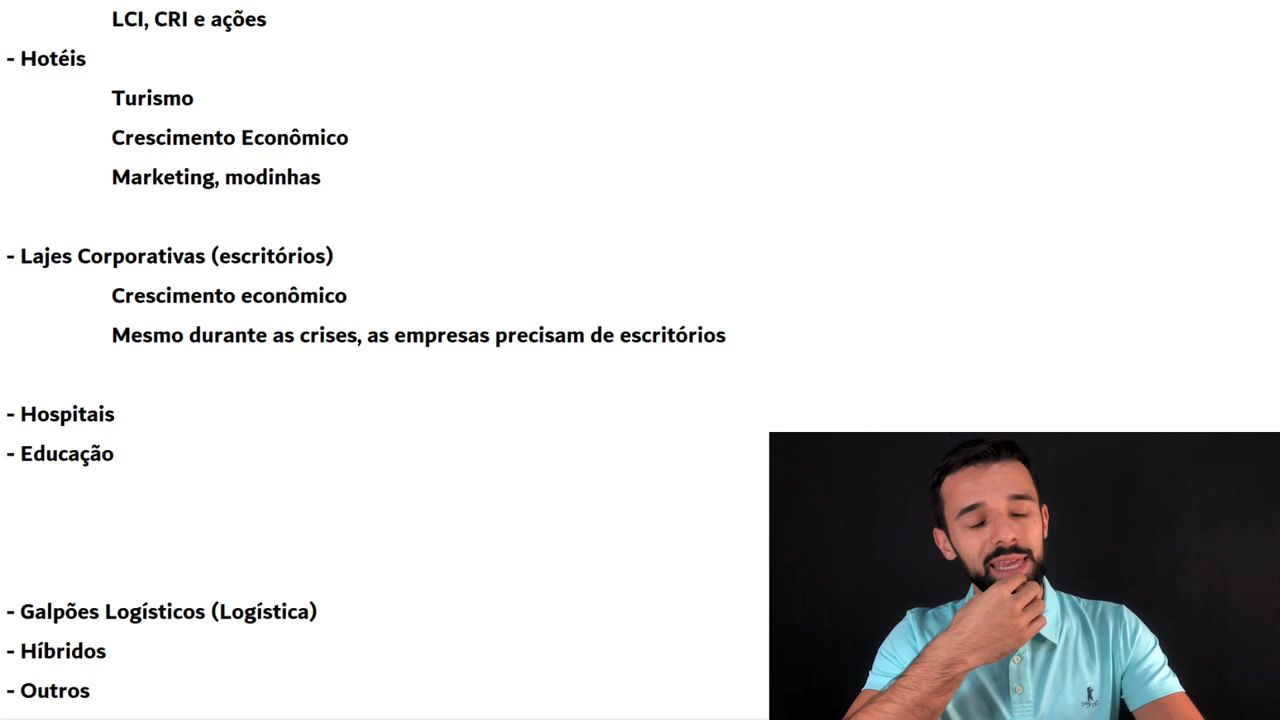 LCI, CRI e ações
- Hotéis
Turismo
Crescimento Econômico
Marketing, modinhas
- Lajes Corporativas (escritórios)
Crescimento econômico
Mesmo durante as crises, as empresas precisam de escritórios
- Hospitais
- Educação
- Galpões Logísticos (Logística)
- Híbridos
- Outros